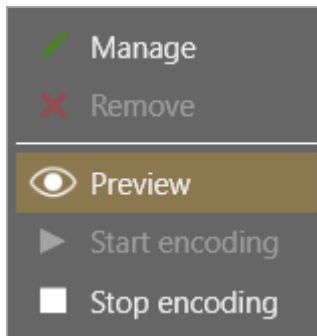 Manage
Remove
Preview
Start encoding
Stop encoding